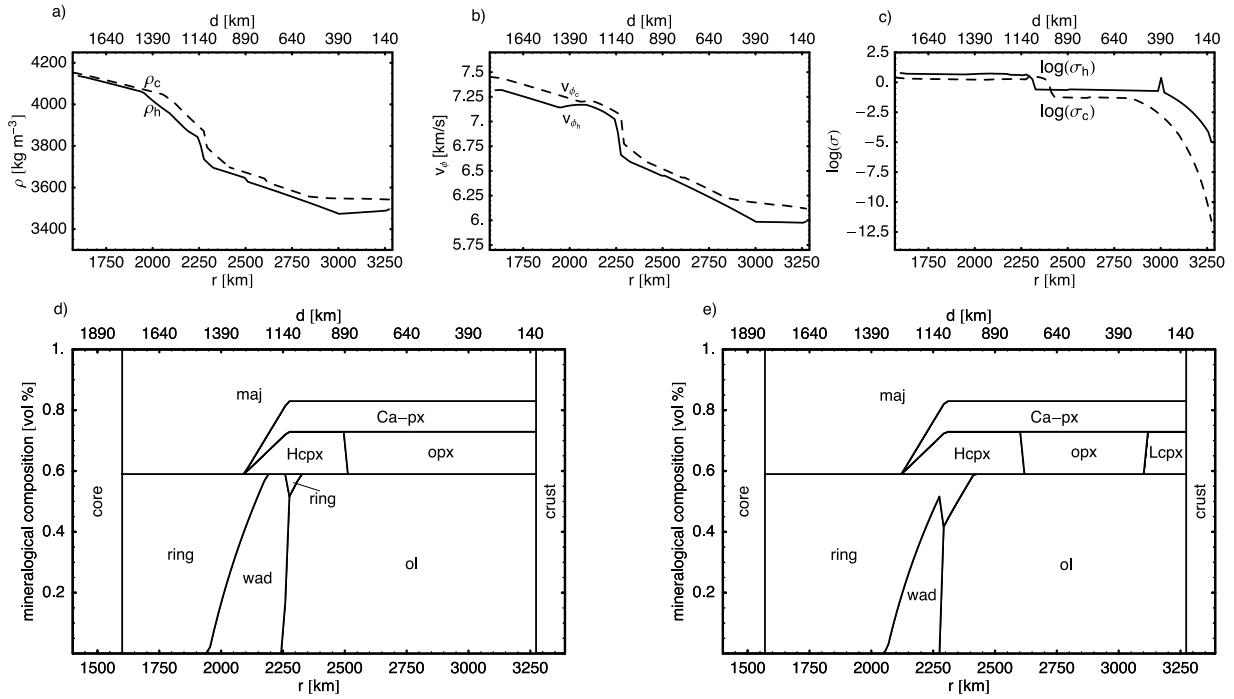 a)
d [km]
1640 1390 1140 890 640 390 140
4200
4000
3800
3600
3400
ρ [kg m⁻³]
ρc
ρh
1750 2000 2250 2500 2750 3000 3250
r [km]
b)
d [km]
1640 1390 1140 890 640 390 140
7.5
7.25
7.
6.75
6.5
6.25
6.
5.75
vϕ [km/s]
vϕc
vϕh
1750 2000 2250 2500 2750 3000 3250
r [km]
c)
d [km]
1640 1390 1140 890 640 390 140
2.5
0.0
−2.5
−5.
−7.5
−10.
−12.5
log(σ)
log(σh)
log(σc)
1750 2000 2250 2500 2750 3000 3250
r [km]
d)
d [km]
1890 1640 1390 1140 890 640 390 140
1.
0.8
0.6
0.4
0.2
mineralogical composition [vol %]
core
maj
Ca−px
Hcpx
opx
ring
ring
wad
ol
crust
1500 1750 2000 2250 2500 2750 3000 3250
r [km]
e)
d [km]
1890 1640 1390 1140 890 640 390 140
1.
0.8
0.6
0.4
0.2
mineralogical composition [vol %]
core
maj
Ca−px
Hcpx
opx
Lcpx
ring
wad
ol
crust
1500 1750 2000 2250 2500 2750 3000 3250
r [km]